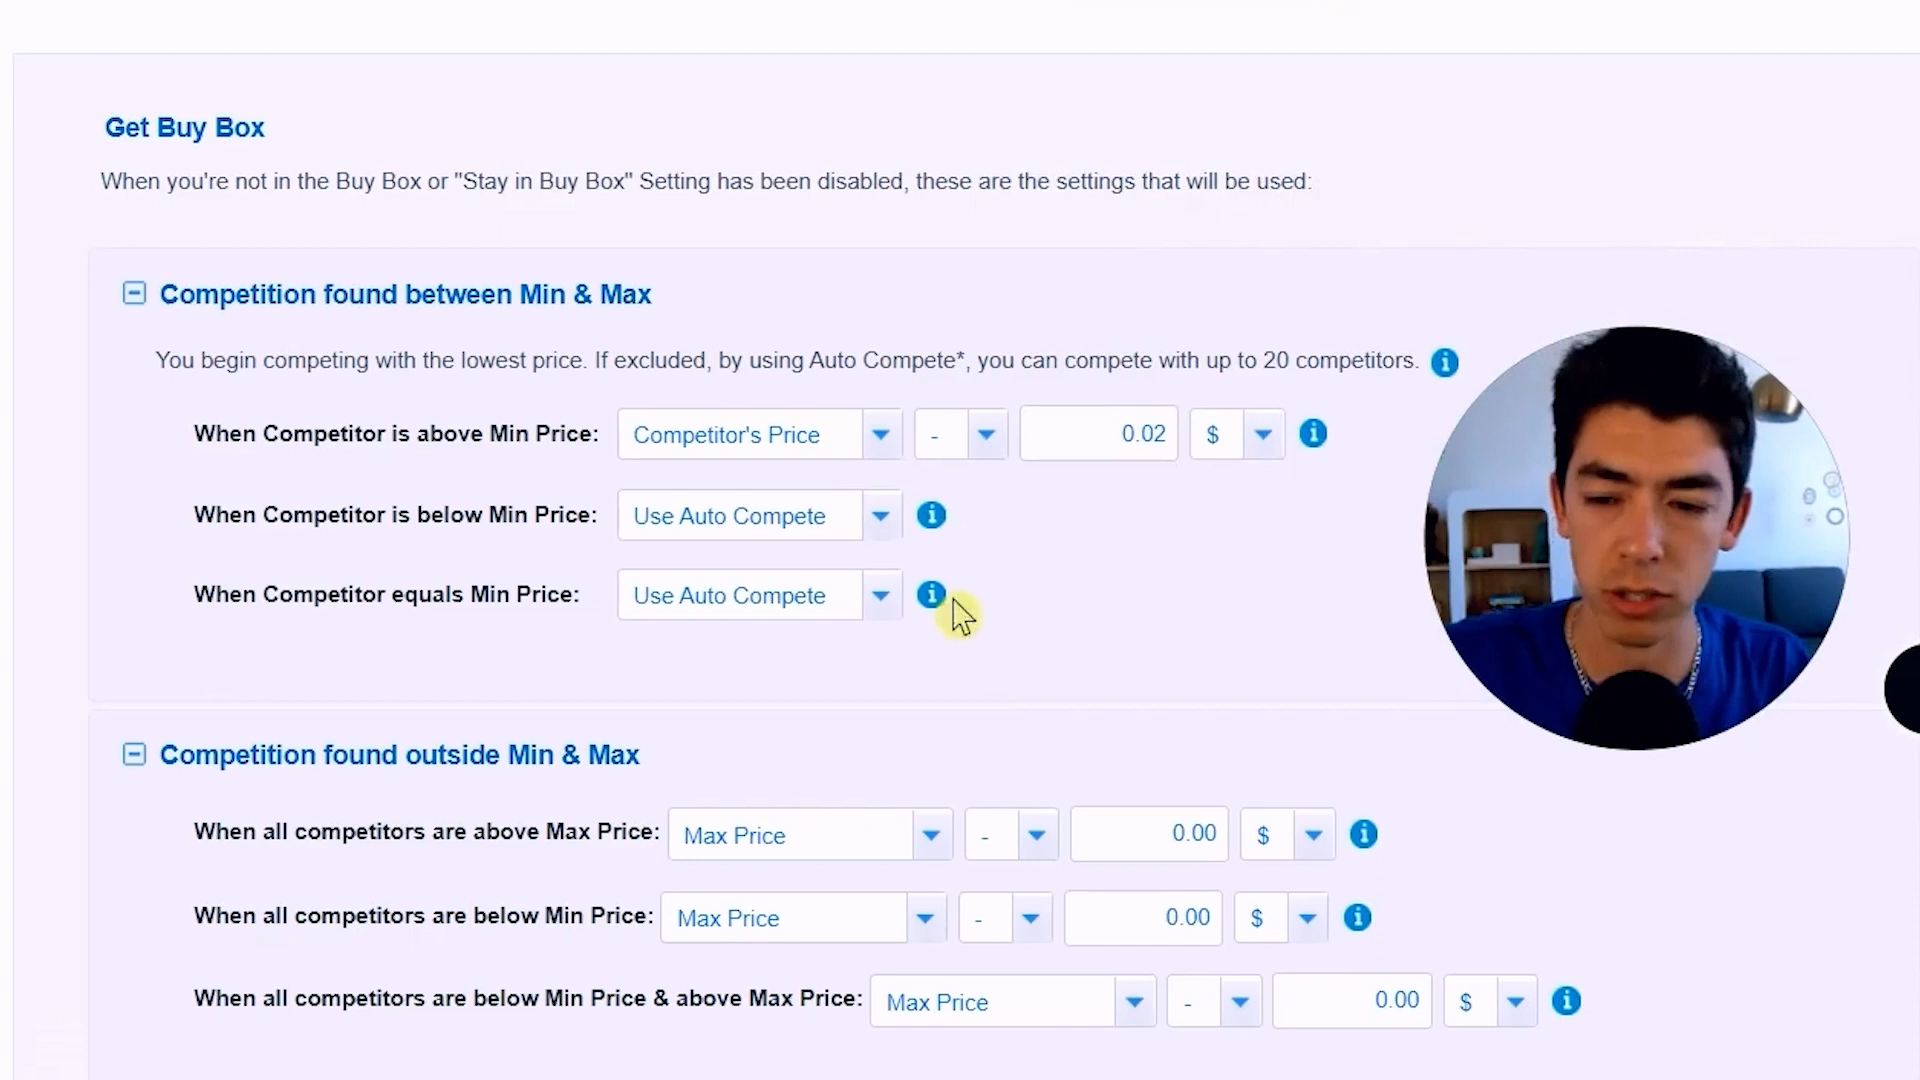 Get Buy Box
When you're not in the Buy Box or "Stay in Buy Box" Setting has been disabled, these are the settings that will be used:
Competition found between Min & Max
You begin competing with the lowest price. If excluded, by using Auto Compete*, you can compete with up to 20 competitors.
When Competitor is above Min Price: Competitor's Price - 0.02 $
When Competitor is below Min Price: Use Auto Compete
When Competitor equals Min Price: Use Auto Compete
Competition found outside Min & Max
When all competitors are above Max Price: Max Price - 0.00 $
When all competitors are below Min Price: Max Price - 0.00 $
When all competitors are below Min Price & above Max Price: Max Price - 0.00 $